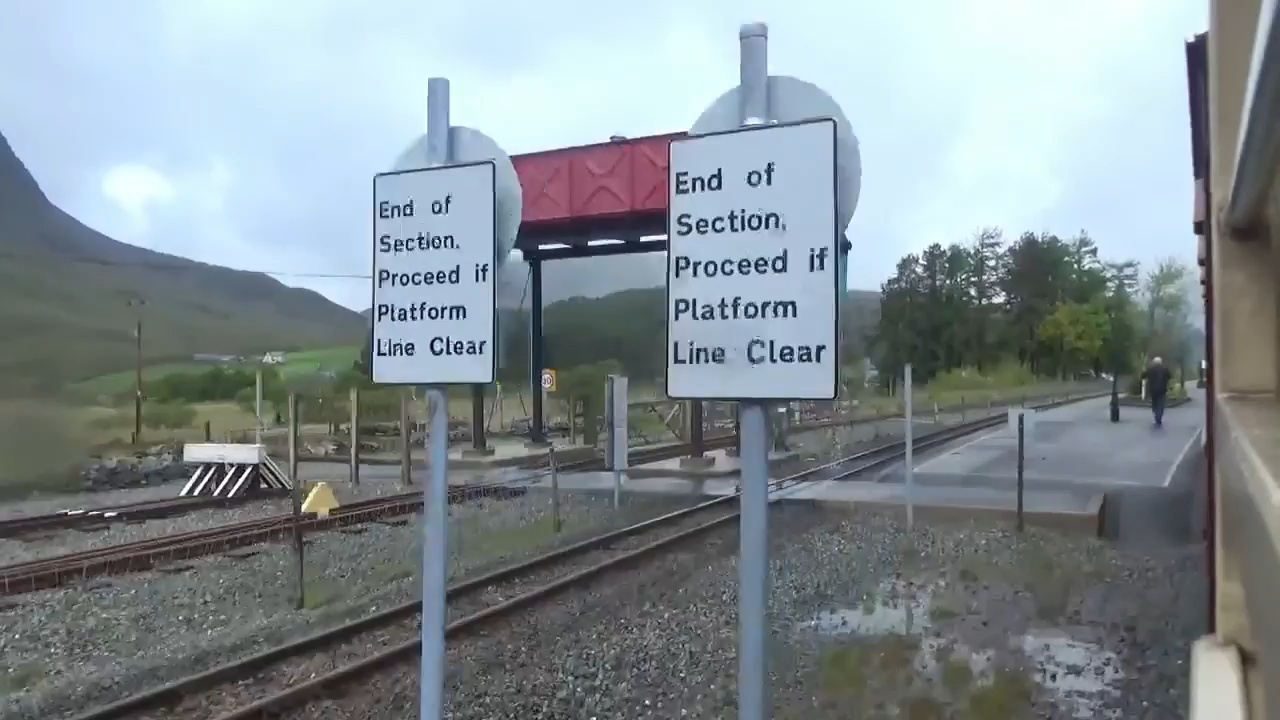 End of
Section.
Proceed if
Platform
Line Clear
End of
Section.
Proceed if
Platform
Line Clear